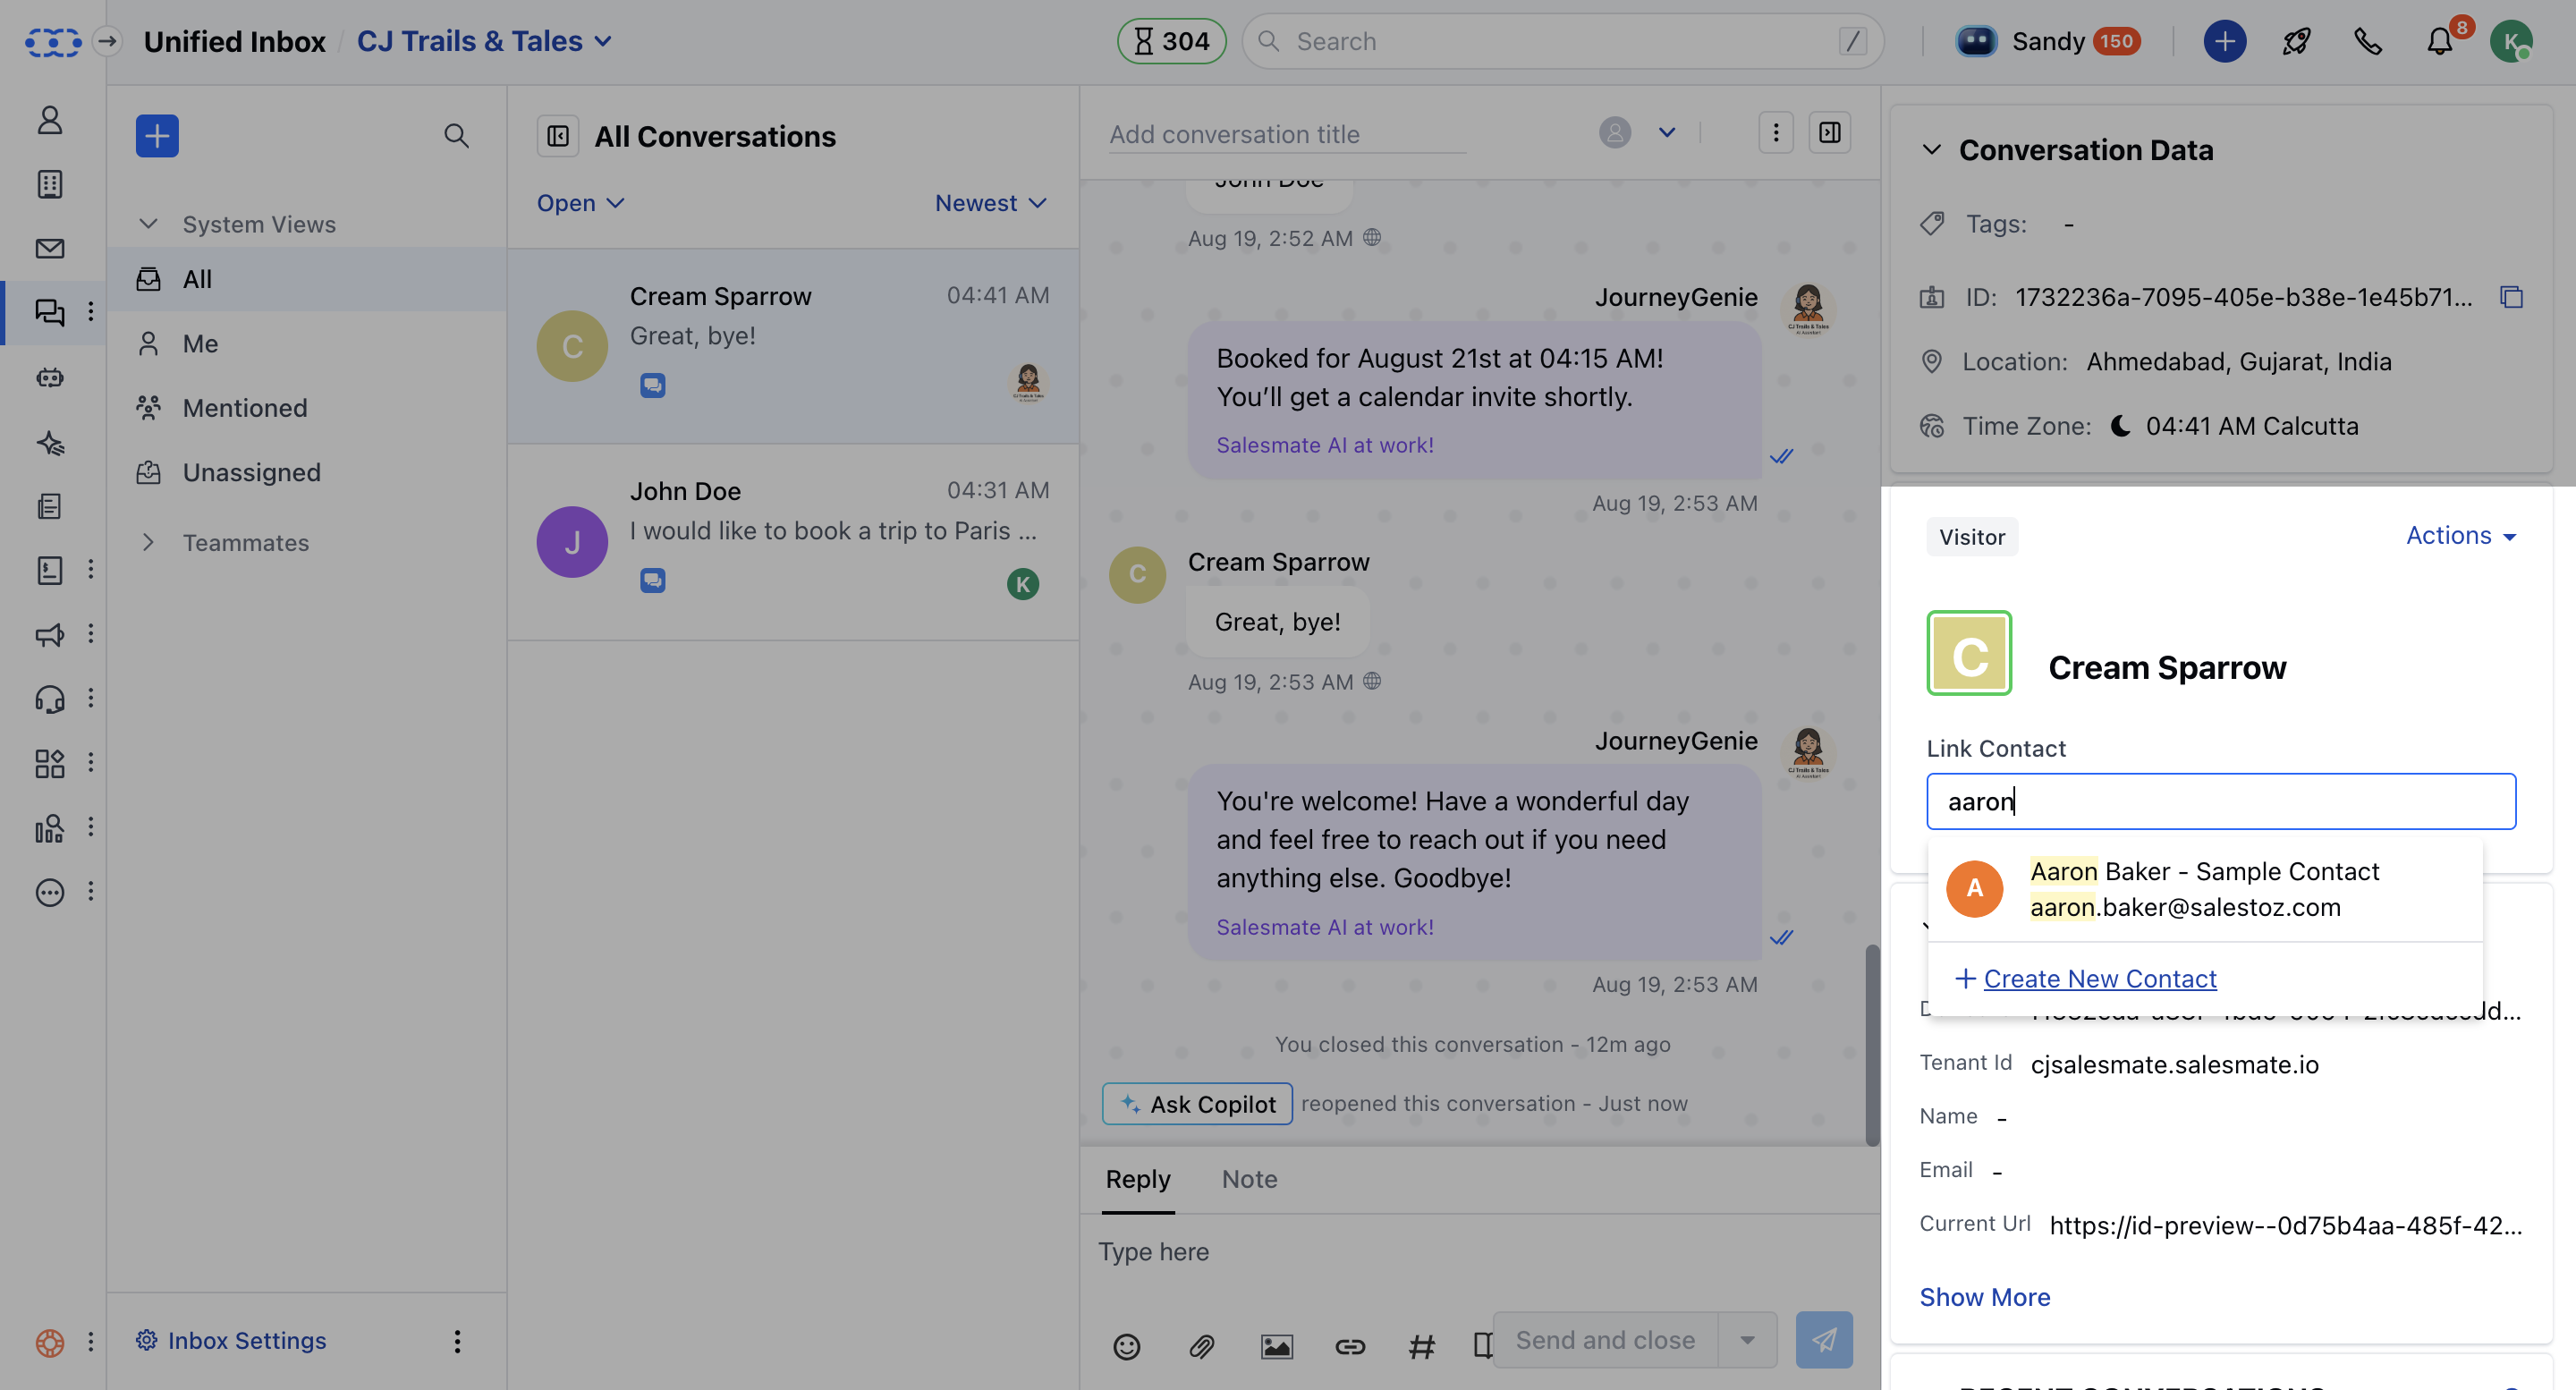 Unified Inbox / CJ Trails & Tales
304
Search /
Sandy 150
8
K
System Views
All
Me
Mentioned
Unassigned
Teammates
Inbox Settings
All Conversations
Open
Newest
C
Cream Sparrow 04:41 AM
Great, bye!
J
John Doe 04:31 AM
I would like to book a trip to Paris ...
K
Add conversation title
John Doe
Aug 19, 2:52 AM
JourneyGenie
Booked for August 21st at 04:15 AM!
You’ll get a calendar invite shortly.
Salesmate AI at work!
Aug 19, 2:53 AM
C
Cream Sparrow
Great, bye!
Aug 19, 2:53 AM
JourneyGenie
CJ Trails & Tales
AI Assistant
You're welcome! Have a wonderful day
and feel free to reach out if you need
anything else. Goodbye!
Salesmate AI at work!
Aug 19, 2:53 AM
You closed this conversation - 12m ago
Ask Copilot reopened this conversation - Just now
Reply Note
Type here
Send and close
Conversation Data
Tags: -
ID: 1732236a-7095-405e-b38e-1e45b71...
Location: Ahmedabad, Gujarat, India
Time Zone: 04:41 AM Calcutta
Visitor
Actions
C
Cream Sparrow
Link Contact
aaron
A
Aaron Baker - Sample Contact
aaron.baker@salestoz.com
+ Create New Contact
Tenant Id cjsalesmate.salesmate.io
Name -
Email -
Current Url https://id-preview--0d75b4aa-485f-42...
Show More
RECENT CONVERSATIONS